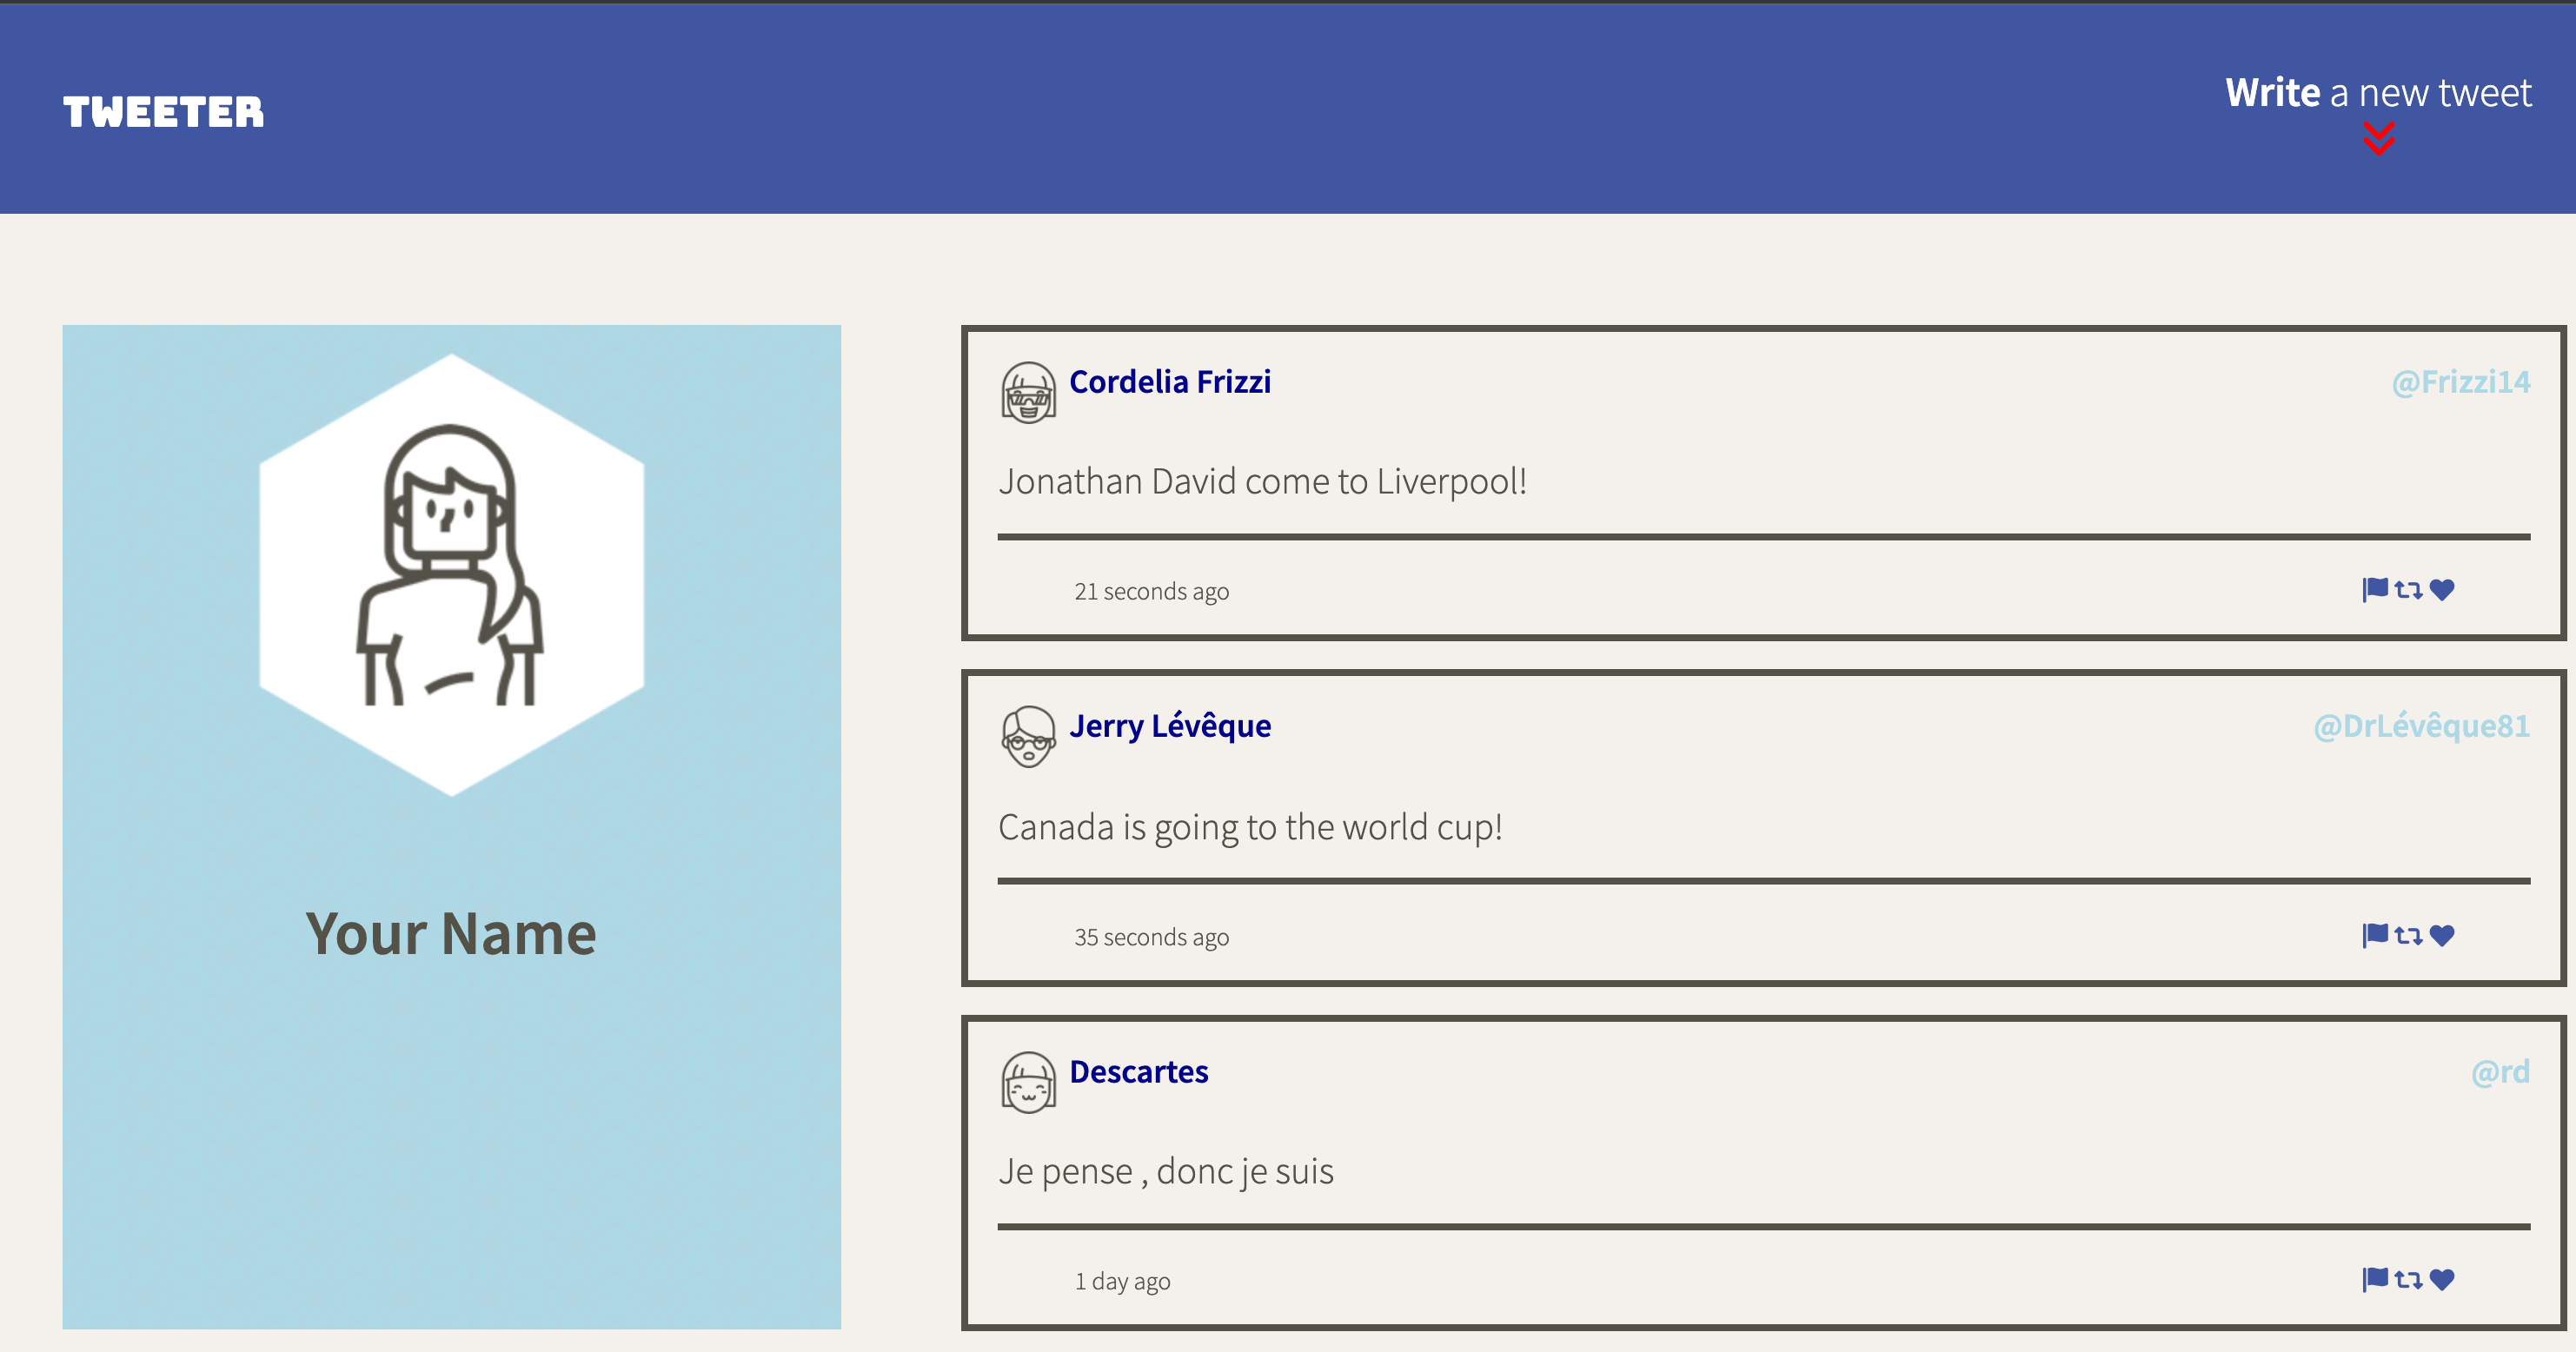 TWEETER
Write a new tweet
Your Name
Cordelia Frizzi @Frizzi14
Jonathan David come to Liverpool!
21 seconds ago
Jerry Lévêque @DrLévêque81
Canada is going to the world cup!
35 seconds ago
Descartes @rd
Je pense , donc je suis
1 day ago